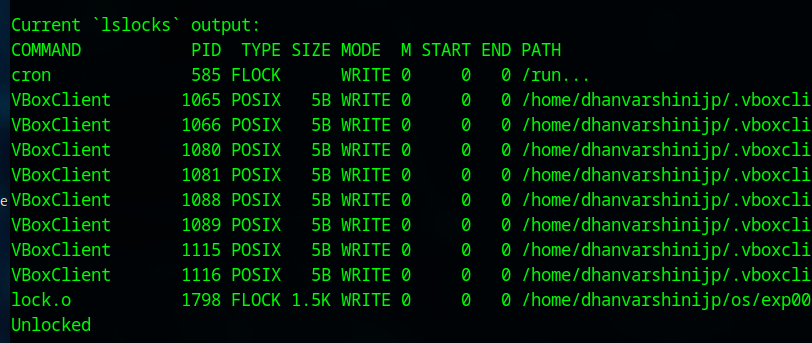 Current `lslocks` output:
COMMAND PID TYPE SIZE MODE M START END PATH
cron 585 FLOCK WRITE 0 0 0 /run...
VBoxClient 1065 POSIX 5B WRITE 0 0 0 /home/dhanvarshinijp/.vboxcli
VBoxClient 1066 POSIX 5B WRITE 0 0 0 /home/dhanvarshinijp/.vboxcli
VBoxClient 1080 POSIX 5B WRITE 0 0 0 /home/dhanvarshinijp/.vboxcli
VBoxClient 1081 POSIX 5B WRITE 0 0 0 /home/dhanvarshinijp/.vboxcli
VBoxClient 1088 POSIX 5B WRITE 0 0 0 /home/dhanvarshinijp/.vboxcli
e VBoxClient 1089 POSIX 5B WRITE 0 0 0 /home/dhanvarshinijp/.vboxcli
VBoxClient 1115 POSIX 5B WRITE 0 0 0 /home/dhanvarshinijp/.vboxcli
VBoxClient 1116 POSIX 5B WRITE 0 0 0 /home/dhanvarshinijp/.vboxcli
lock.o 1798 FLOCK 1.5K WRITE 0 0 0 /home/dhanvarshinijp/os/exp00
Unlocked